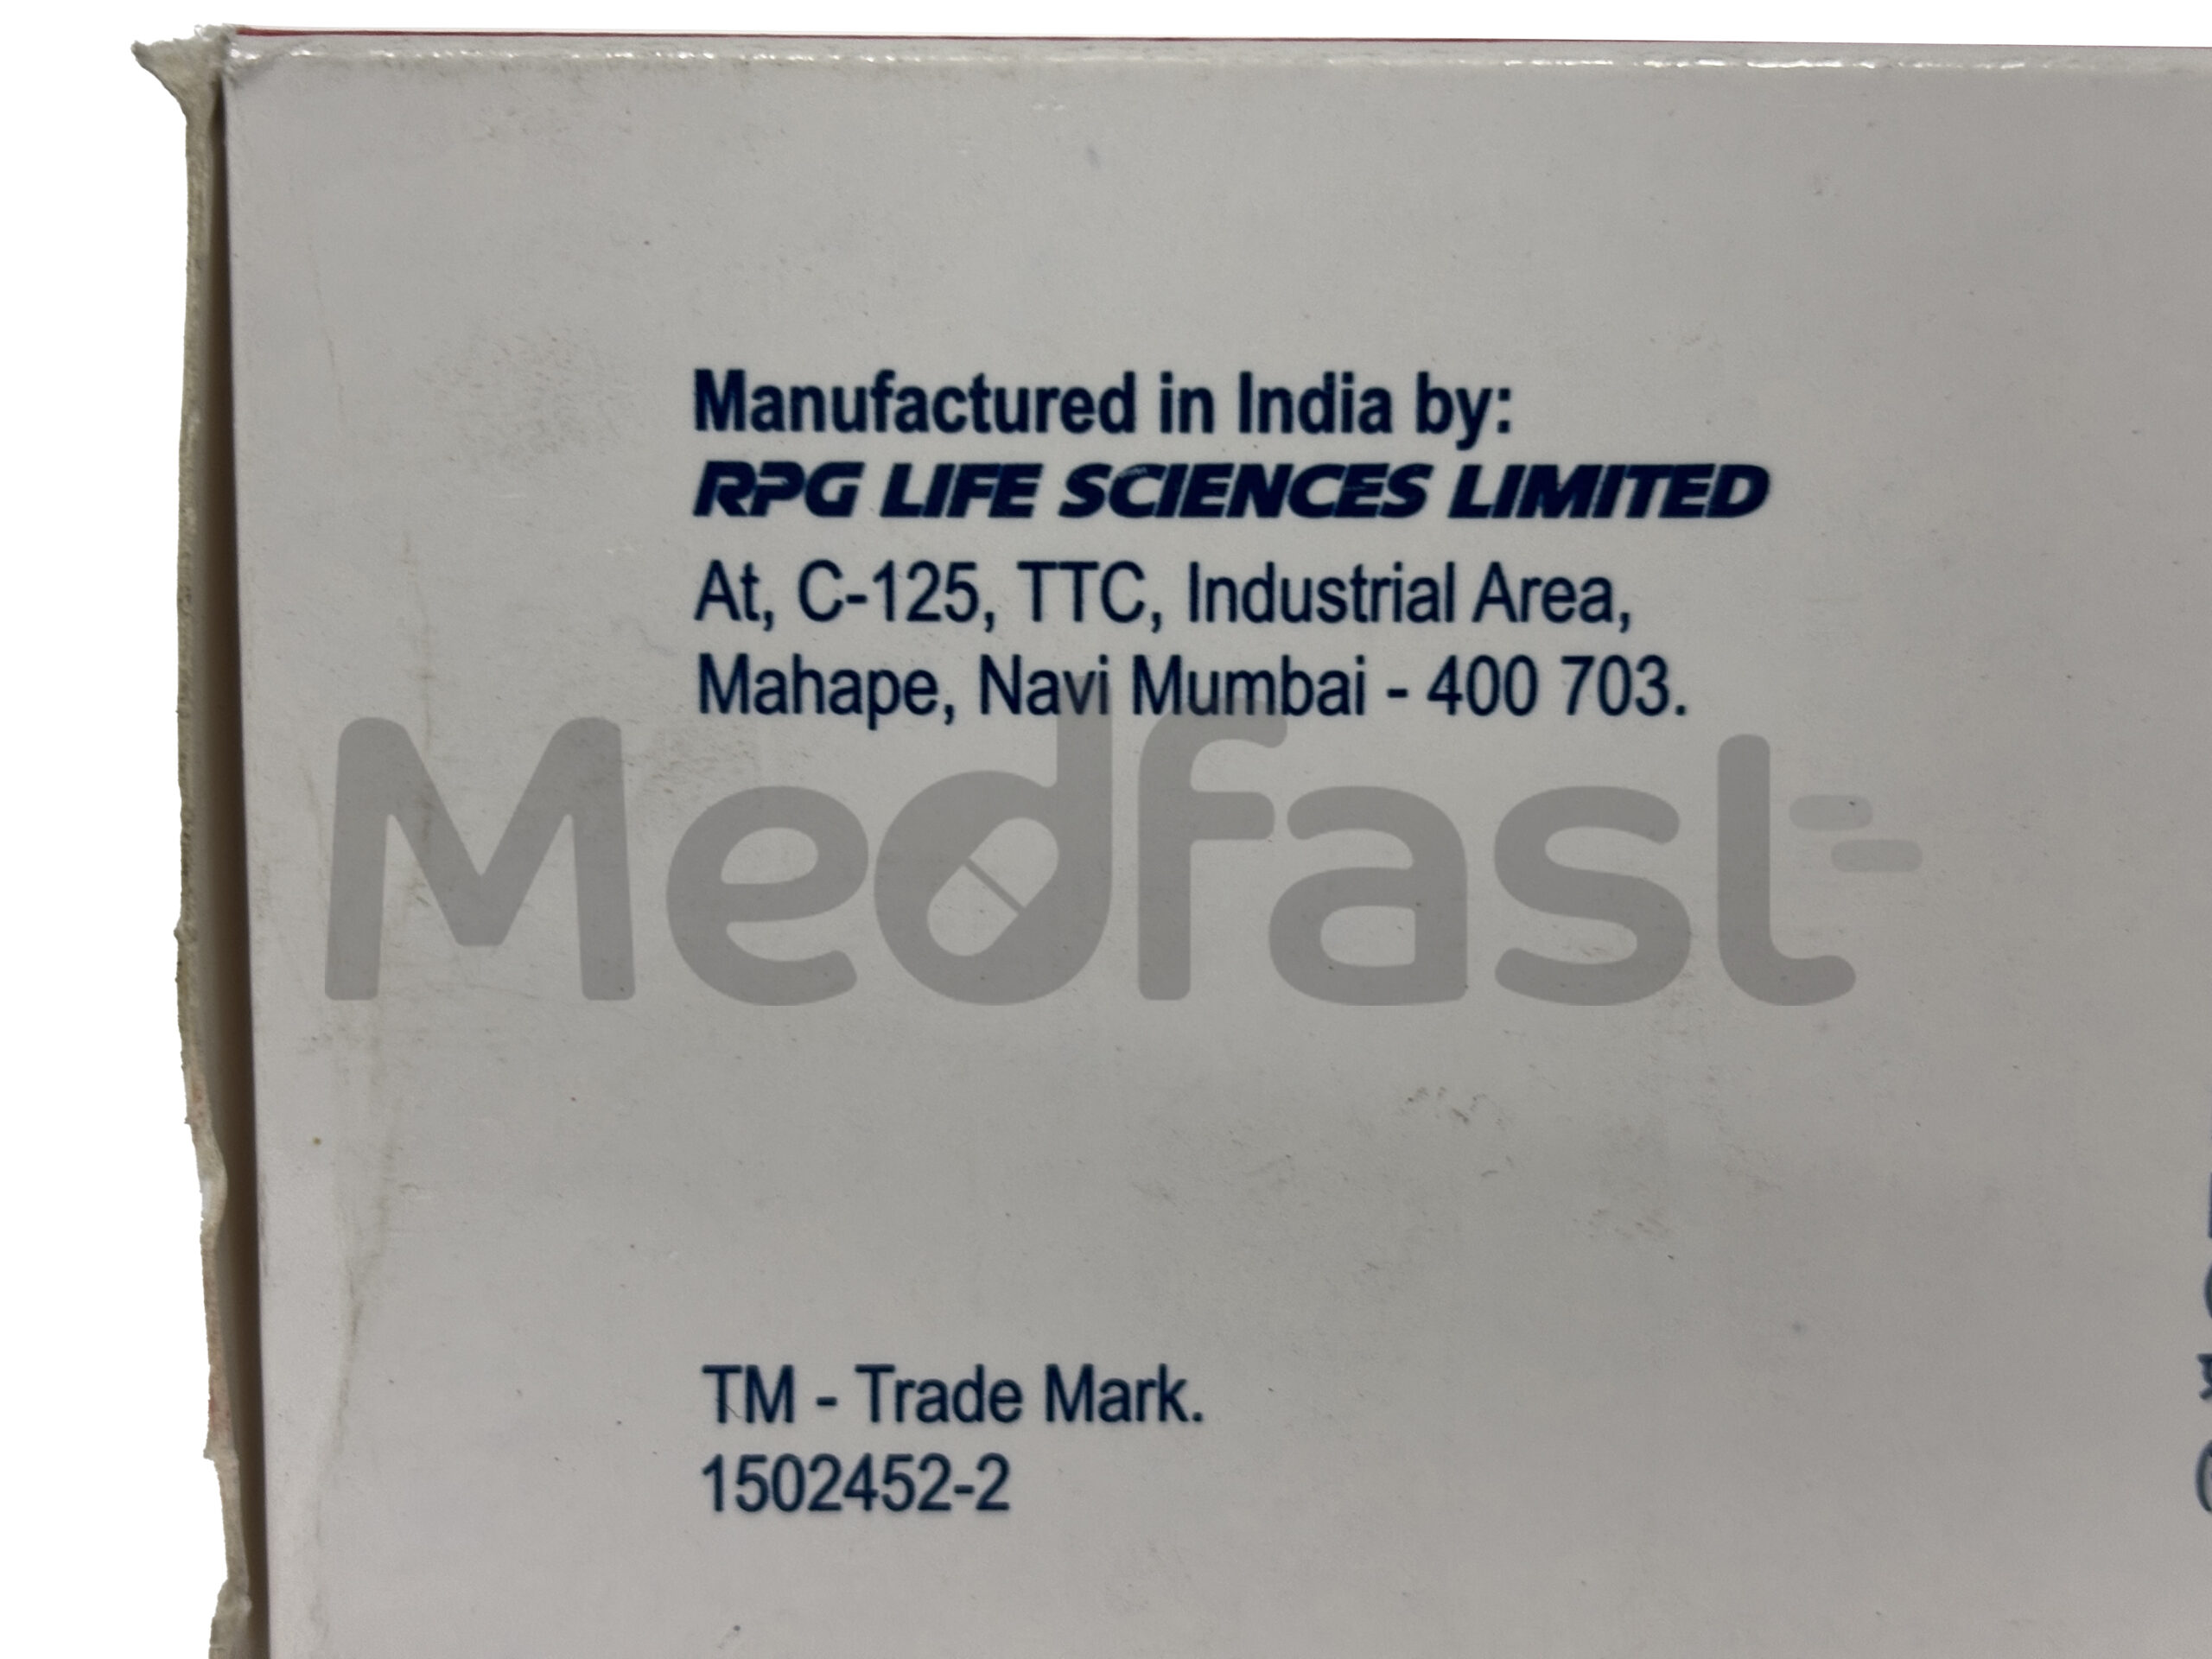 Manufactured in India by:
RPG LIFE SCIENCES LIMITED
At, C-125, TTC, Industrial Area,
Mahape, Navi Mumbai - 400 703.
Medfast
TM - Trade Mark.
1502452-2